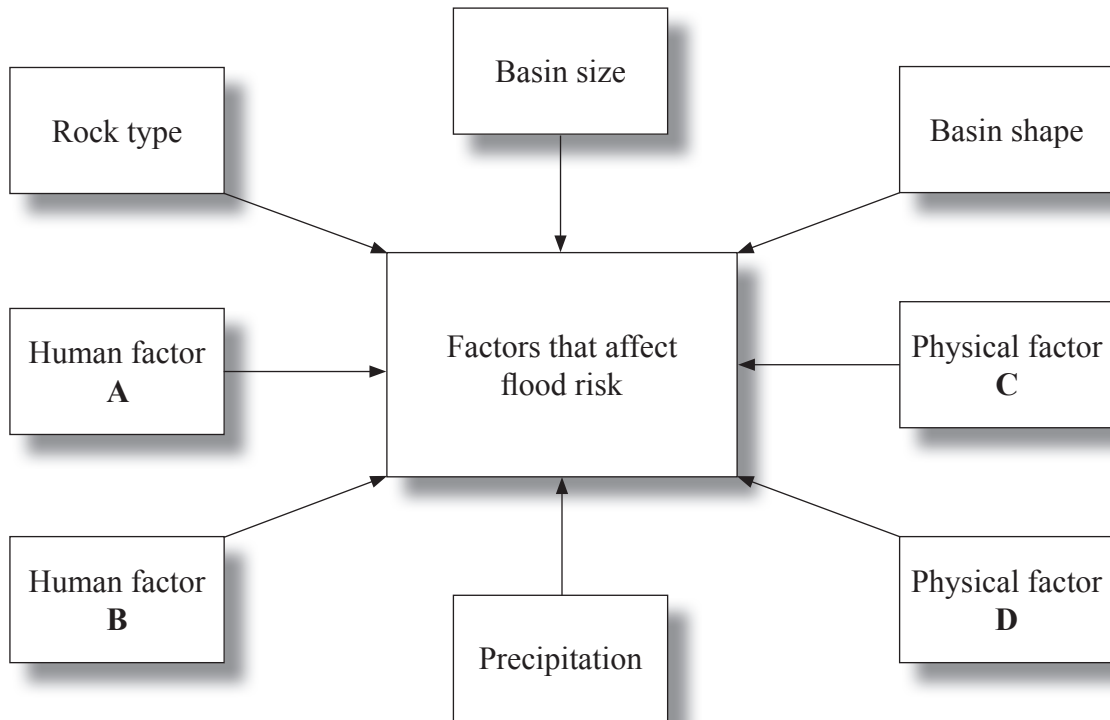 Basin size
Rock type
Basin shape
Human factor
A
Factors that affect
flood risk
Physical factor
C
Human factor
B
Physical factor
D
Precipitation